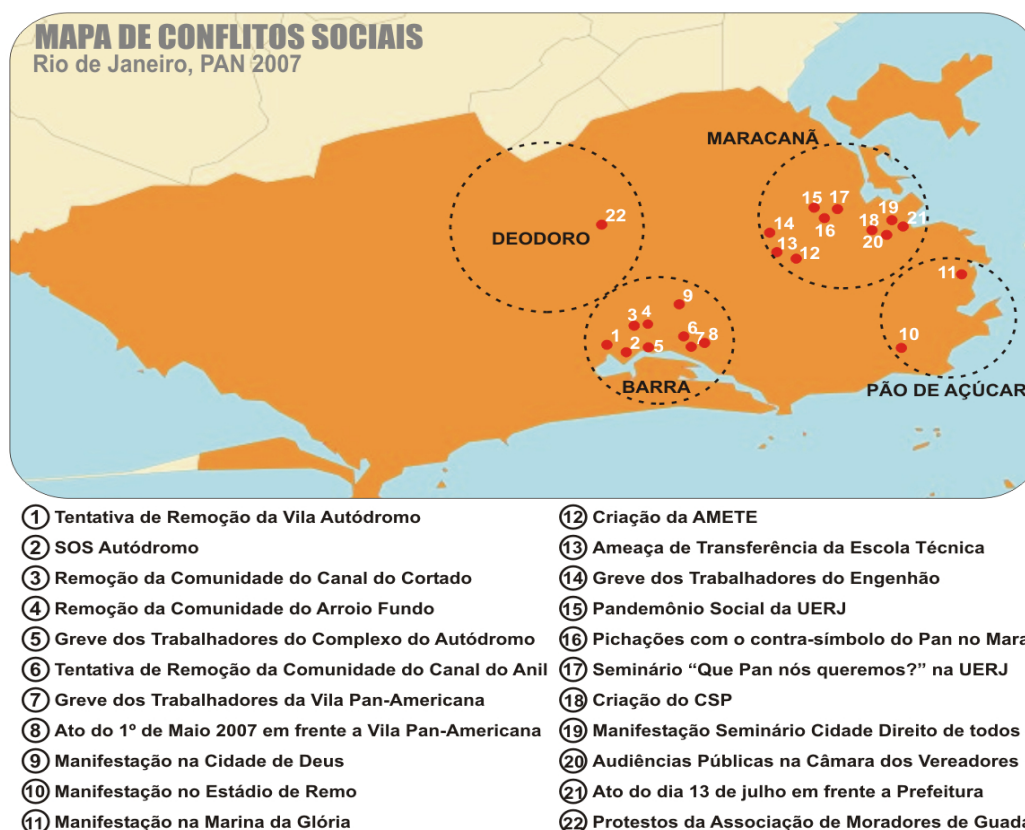 MAPA DE CONFLITOS SOCIAIS
Rio de Janeiro, PAN 2007
MARACANÃ
15 17
19
22
14
16
18
21
DEODORO
20
13
12
11
9
3 4
6
10
1
2
5
7
8
BARRA
PÃO DE AÇÚCAR
1 Tentativa de Remoção da Vila Autódromo
2 SOS Autódromo
3 Remoção da Comunidade do Canal do Cortado
4 Remoção da Comunidade do Arroio Fundo
5 Greve dos Trabalhadores do Complexo do Autódromo
6 Tentativa de Remoção da Comunidade do Canal do Anil
7 Greve dos Trabalhadores da Vila Pan-Americana
8 Ato do 1º de Maio 2007 em frente a Vila Pan-Americana
9 Manifestação na Cidade de Deus
10 Manifestação no Estádio de Remo
11 Manifestação na Marina da Glória
12 Criação da AMETE
13 Ameaça de Transferência da Escola Técnica
14 Greve dos Trabalhadores do Engenhão
15 Pandemônio Social da UERJ
16 Pichações com o contra-símbolo do Pan no Mara
17 Seminário “Que Pan nós queremos?” na UERJ
18 Criação do CSP
19 Manifestação Seminário Cidade Direito de todos
20 Audiências Públicas na Câmara dos Vereadores
21 Ato do dia 13 de julho em frente a Prefeitura
22 Protestos da Associação de Moradores de Guada